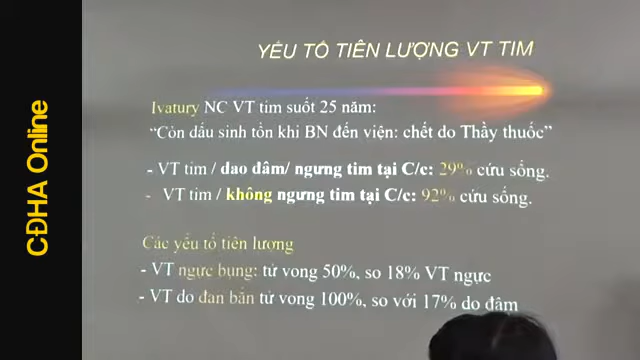 CĐHA Online
YẾU TỐ TIÊN LƯỢNG VT TIM
Ivatury NC VT tim suốt 25 năm:
“Còn dấu sinh tồn khi BN đến viện: chết do Thầy thuốc”
- VT tim / dao đâm/ ngưng tim tại C/c: 29% cứu sống.
- VT tim / không ngưng tim tại C/c: 92% cứu sống.
Các yếu tố tiên lượng
- VT ngực bụng: tử vong 50%, so 18% VT ngực
- VT do đan bắn tử vong 100%, so với 17% do đâm